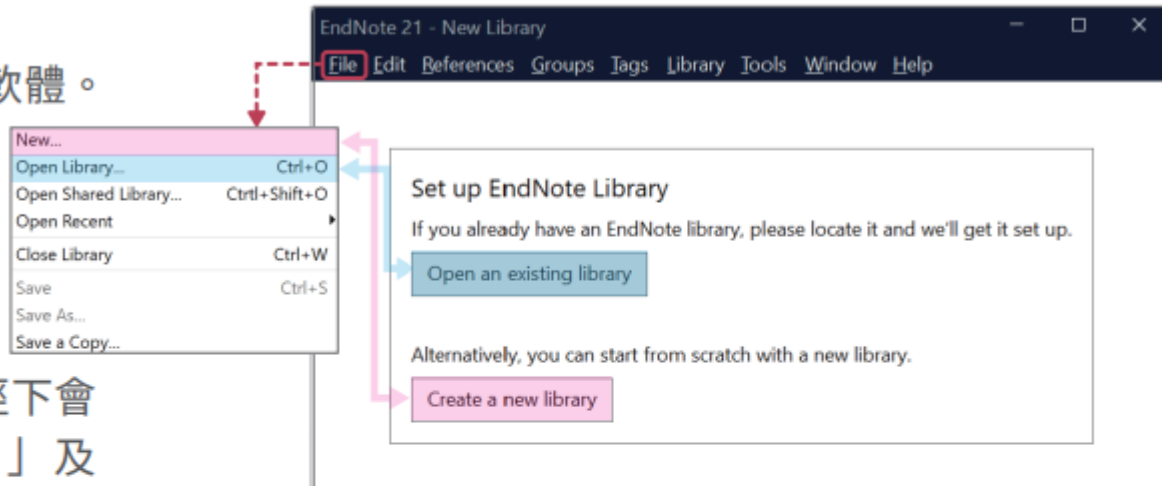 EndNote 21 - New Library
File Edit References Groups Tags Library Tools Window Help
軟體。
New...
Open Library... Ctrl+O
Open Shared Library... Ctrtl+Shift+O
Open Recent
Close Library Ctrl+W
Save Ctrl+S
Save As...
Save a Copy...
Set up EndNote Library
If you already have an EndNote library, please locate it and we'll get it set up.
Open an existing library
Alternatively, you can start from scratch with a new library.
Create a new library
下會
」及